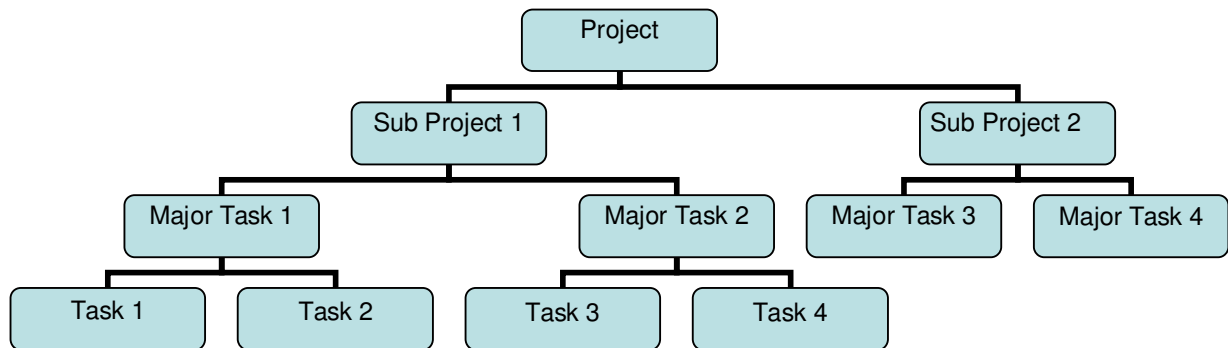 Project
Sub Project 1
Sub Project 2
Major Task 1
Major Task 2
Major Task 3
Major Task 4
Task 1
Task 2
Task 3
Task 4